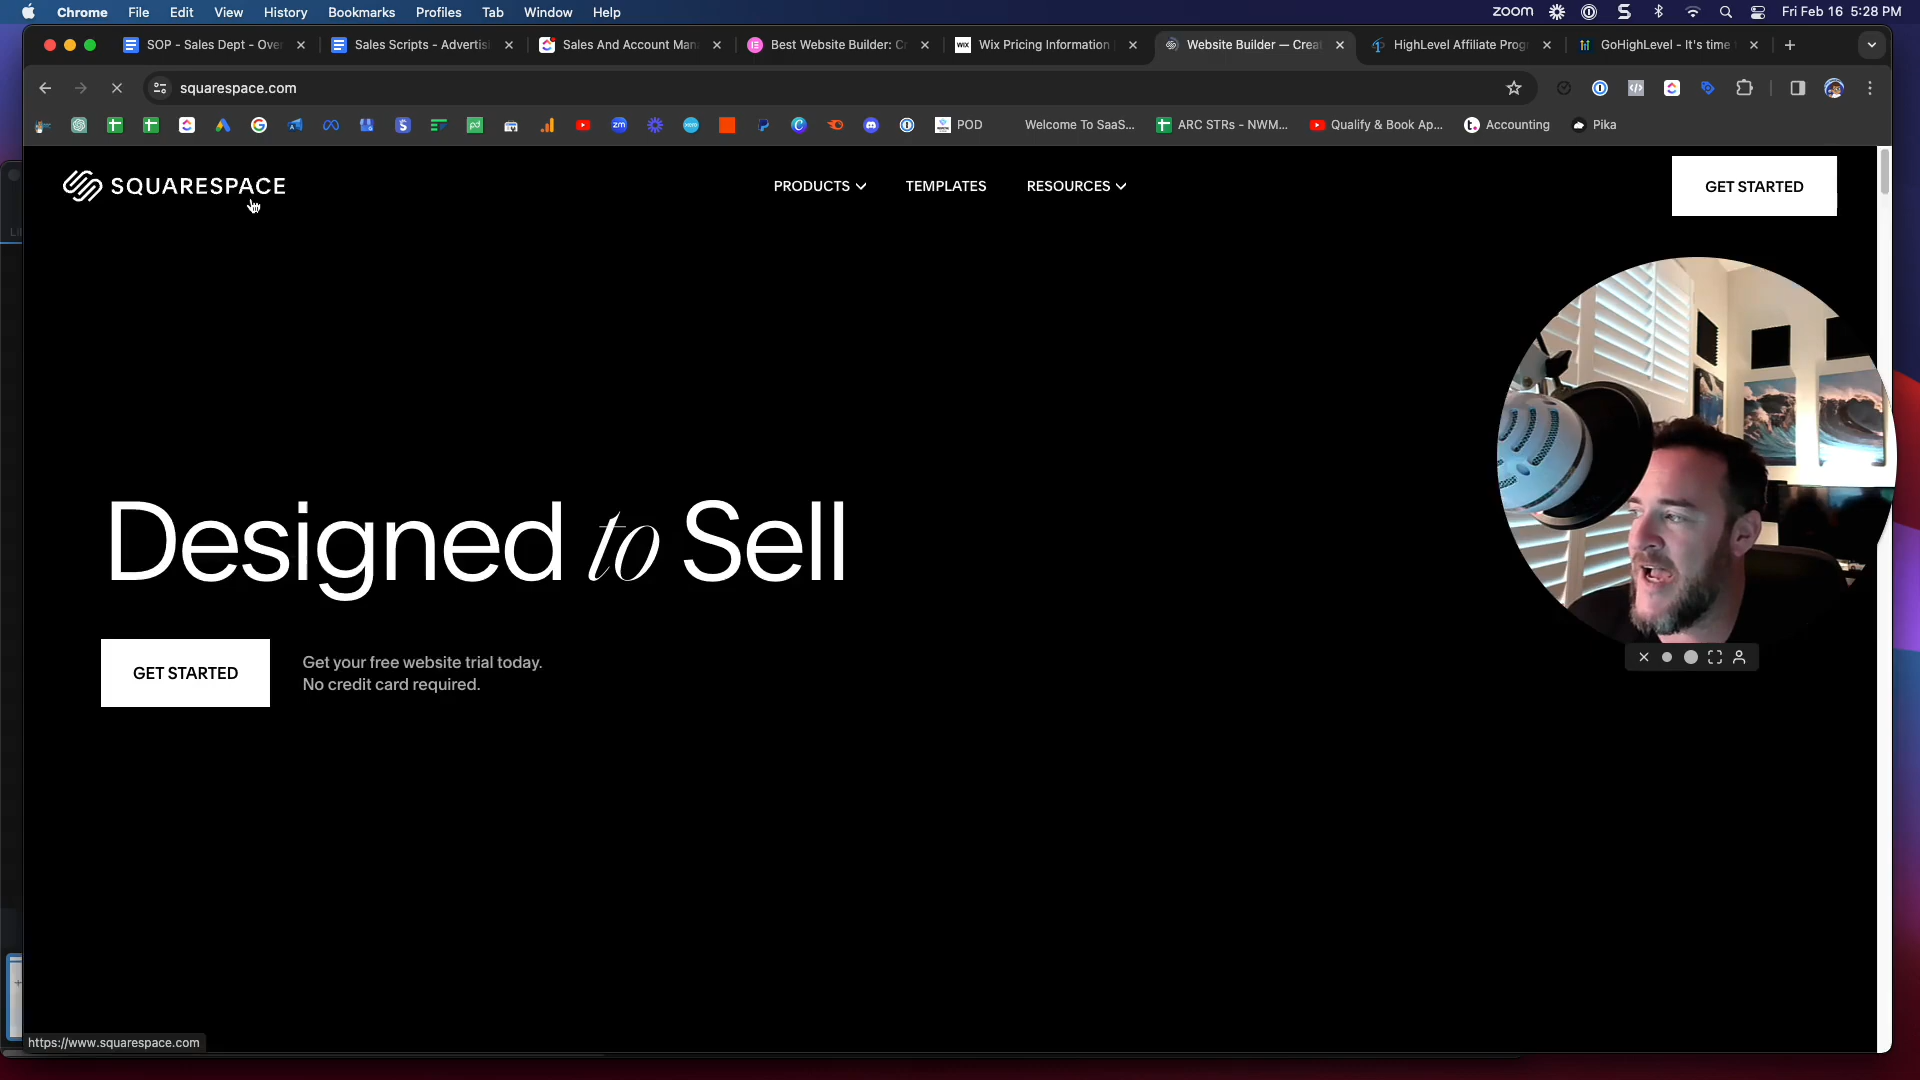 Chrome File Edit View History Bookmarks Profiles Tab Window Help zoom Fri Feb 16 5:28 PM
SOP - Sales Dept - Over Sales Scripts - Advertisi Sales And Account Man Best Website Builder: Cr Wix Pricing Information Website Builder — Creat HighLevel Affiliate Progr GoHighLevel - It's time
squarespace.com
POD Welcome To SaaS... ARC STRs - NWM... Qualify & Book Ap... Accounting Pika
SQUARESPACE PRODUCTS TEMPLATES RESOURCES GET STARTED
Designed to Sell
GET STARTED
Get your free website trial today.
No credit card required.
https://www.squarespace.com